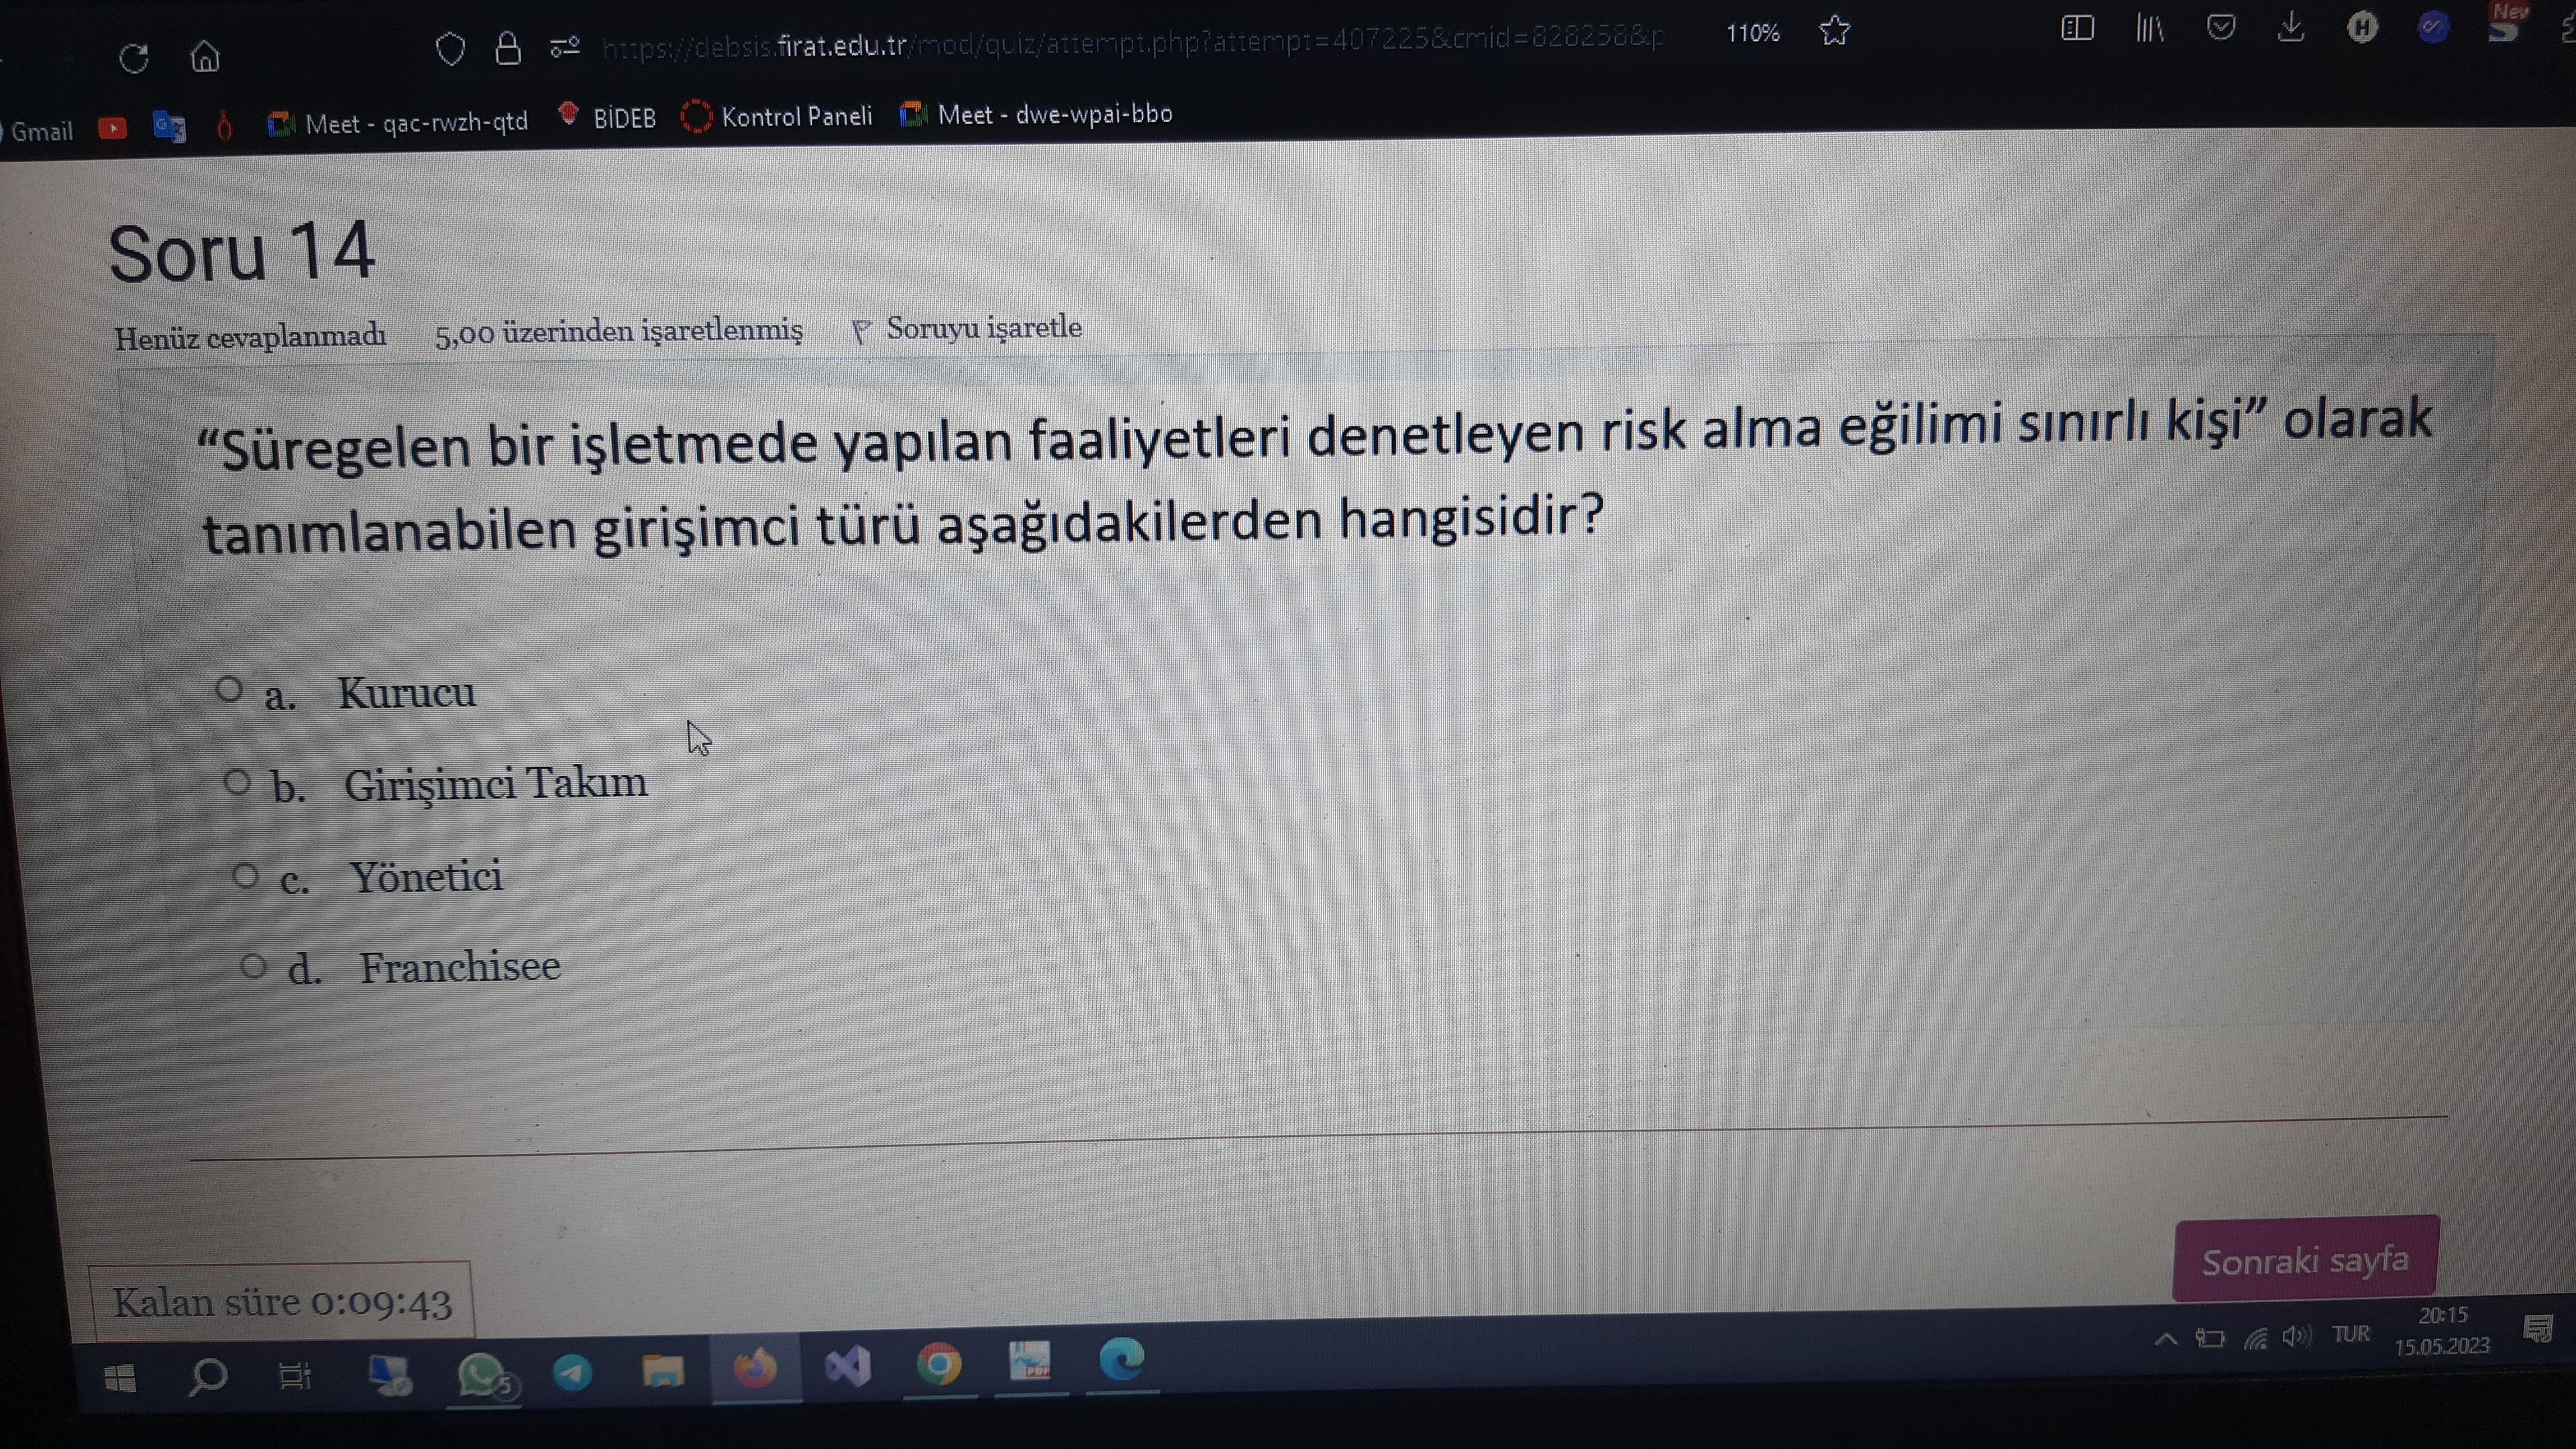 https://debsis.firat.edu.tr/mod/quiz/attempt.php?attempt=407225&cmid=828258&p
110%
New
Gmail
Meet - qac-rwzh-qtd
BİDEB
Kontrol Paneli
Meet - dwe-wpai-bbo
Soru 14
Henüz cevaplanmadı
5,00 üzerinden işaretlenmiş
Soruyu işaretle
“Süregelen bir işletmede yapılan faaliyetleri denetleyen risk alma eğilimi sınırlı kişi” olarak
tanımlanabilen girişimci türü aşağıdakilerden hangisidir?
a. Kurucu
b. Girişimci Takım
c. Yönetici
d. Franchisee
Sonraki sayfa
Kalan süre 0:09:43
5
PDF
TUR
20:15
15.05.2023